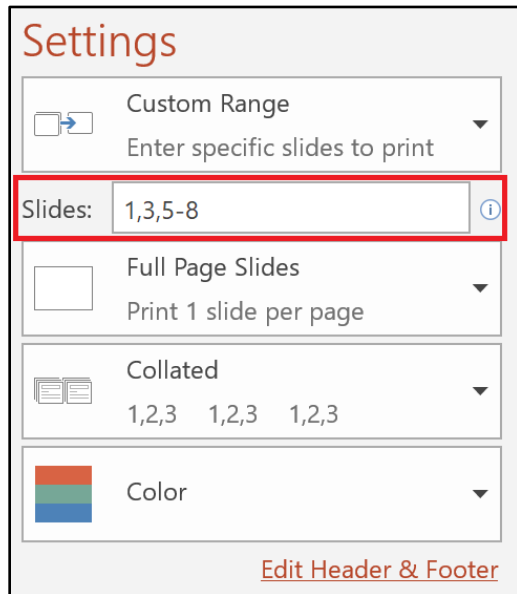 Settings
Custom Range
Enter specific slides to print
Slides: 1,3,5-8
Full Page Slides
Print 1 slide per page
Collated
1,2,3 1,2,3 1,2,3
Color
Edit Header & Footer